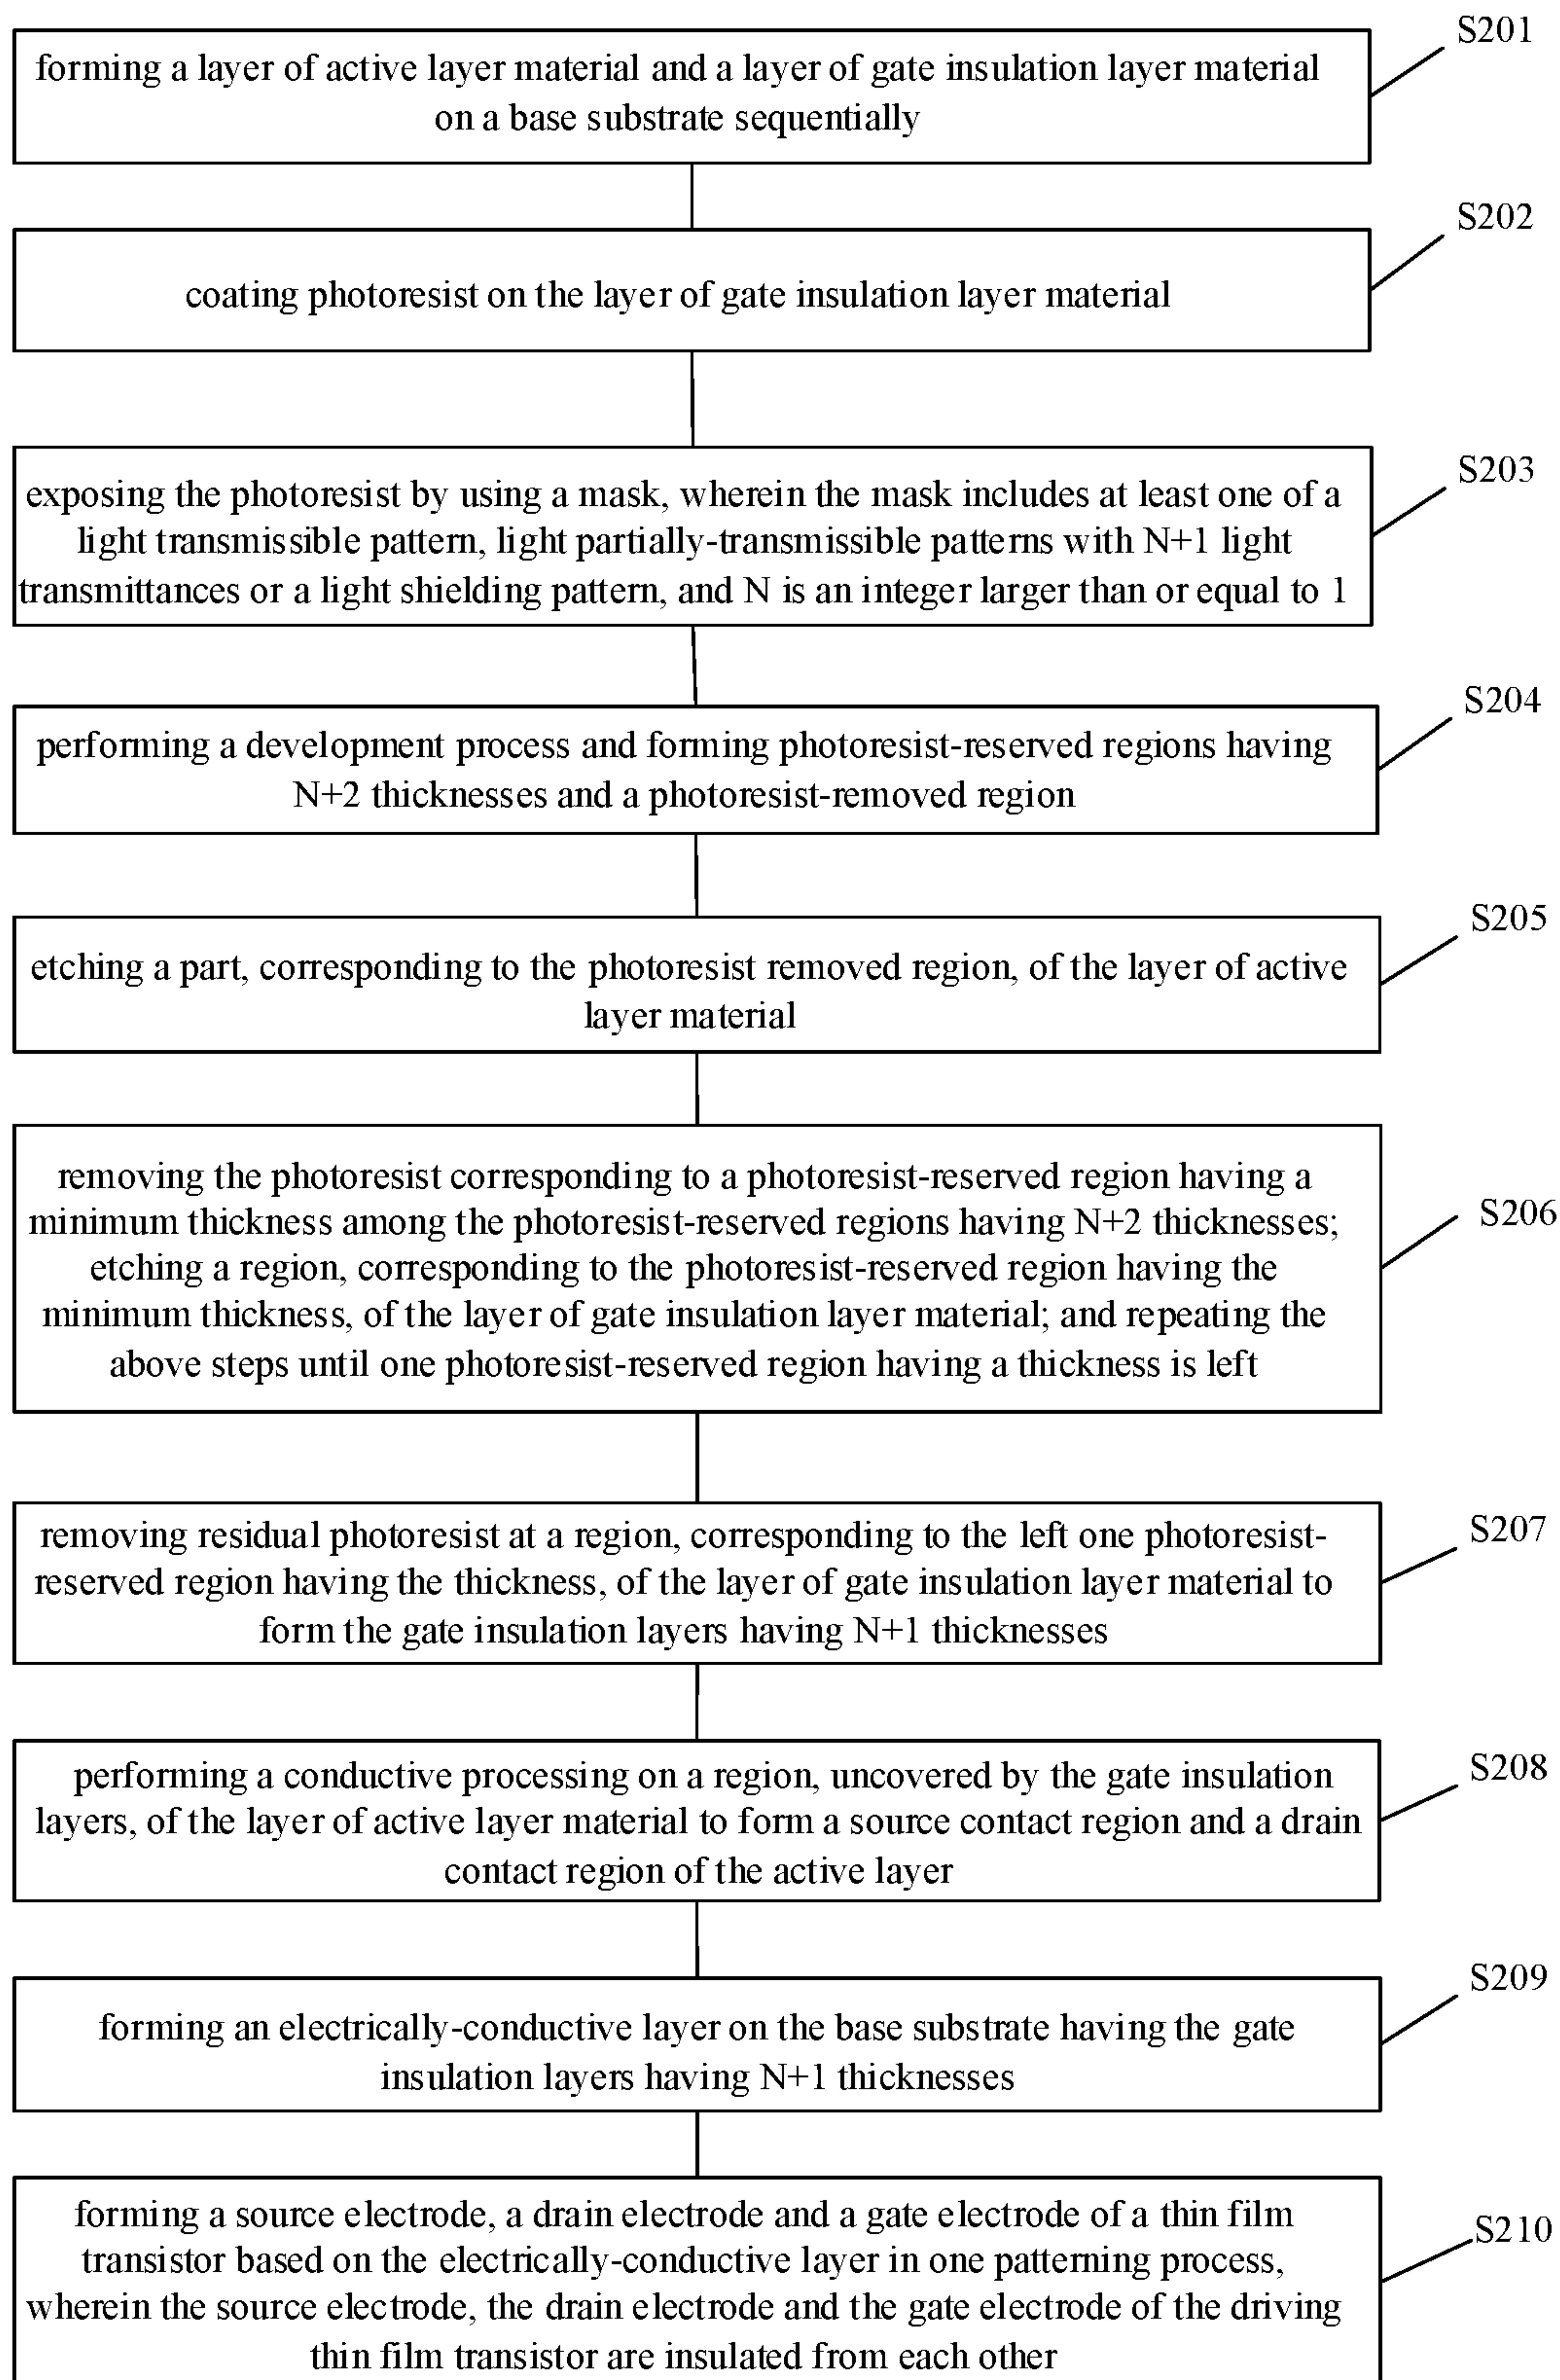 S201
forming a layer of active layer material and a layer of gate insulation layer material
on a base substrate sequentially
S202
coating photoresist on the layer of gate insulation layer material
S203
exposing the photoresist by using a mask, wherein the mask includes at least one of a
light transmissible pattern, light partially-transmissible patterns with N+1 light
transmittances or a light shielding pattern, and N is an integer larger than or equal to 1
S204
performing a development process and forming photoresist-reserved regions having
N+2 thicknesses and a photoresist-removed region
S205
etching a part, corresponding to the photoresist removed region, of the layer of active
layer material
S206
removing the photoresist corresponding to a photoresist-reserved region having a
minimum thickness among the photoresist-reserved regions having N+2 thicknesses;
etching a region, corresponding to the photoresist-reserved region having the
minimum thickness, of the layer of gate insulation layer material; and repeating the
above steps until one photoresist-reserved region having a thickness is left
S207
removing residual photoresist at a region, corresponding to the left one photoresist-
reserved region having the thickness, of the layer of gate insulation layer material to
form the gate insulation layers having N+1 thicknesses
S208
performing a conductive processing on a region, uncovered by the gate insulation
layers, of the layer of active layer material to form a source contact region and a drain
contact region of the active layer
S209
forming an electrically-conductive layer on the base substrate having the gate
insulation layers having N+1 thicknesses
S210
forming a source electrode, a drain electrode and a gate electrode of a thin film
transistor based on the electrically-conductive layer in one patterning process,
wherein the source electrode, the drain electrode and the gate electrode of the driving
thin film transistor are insulated from each other